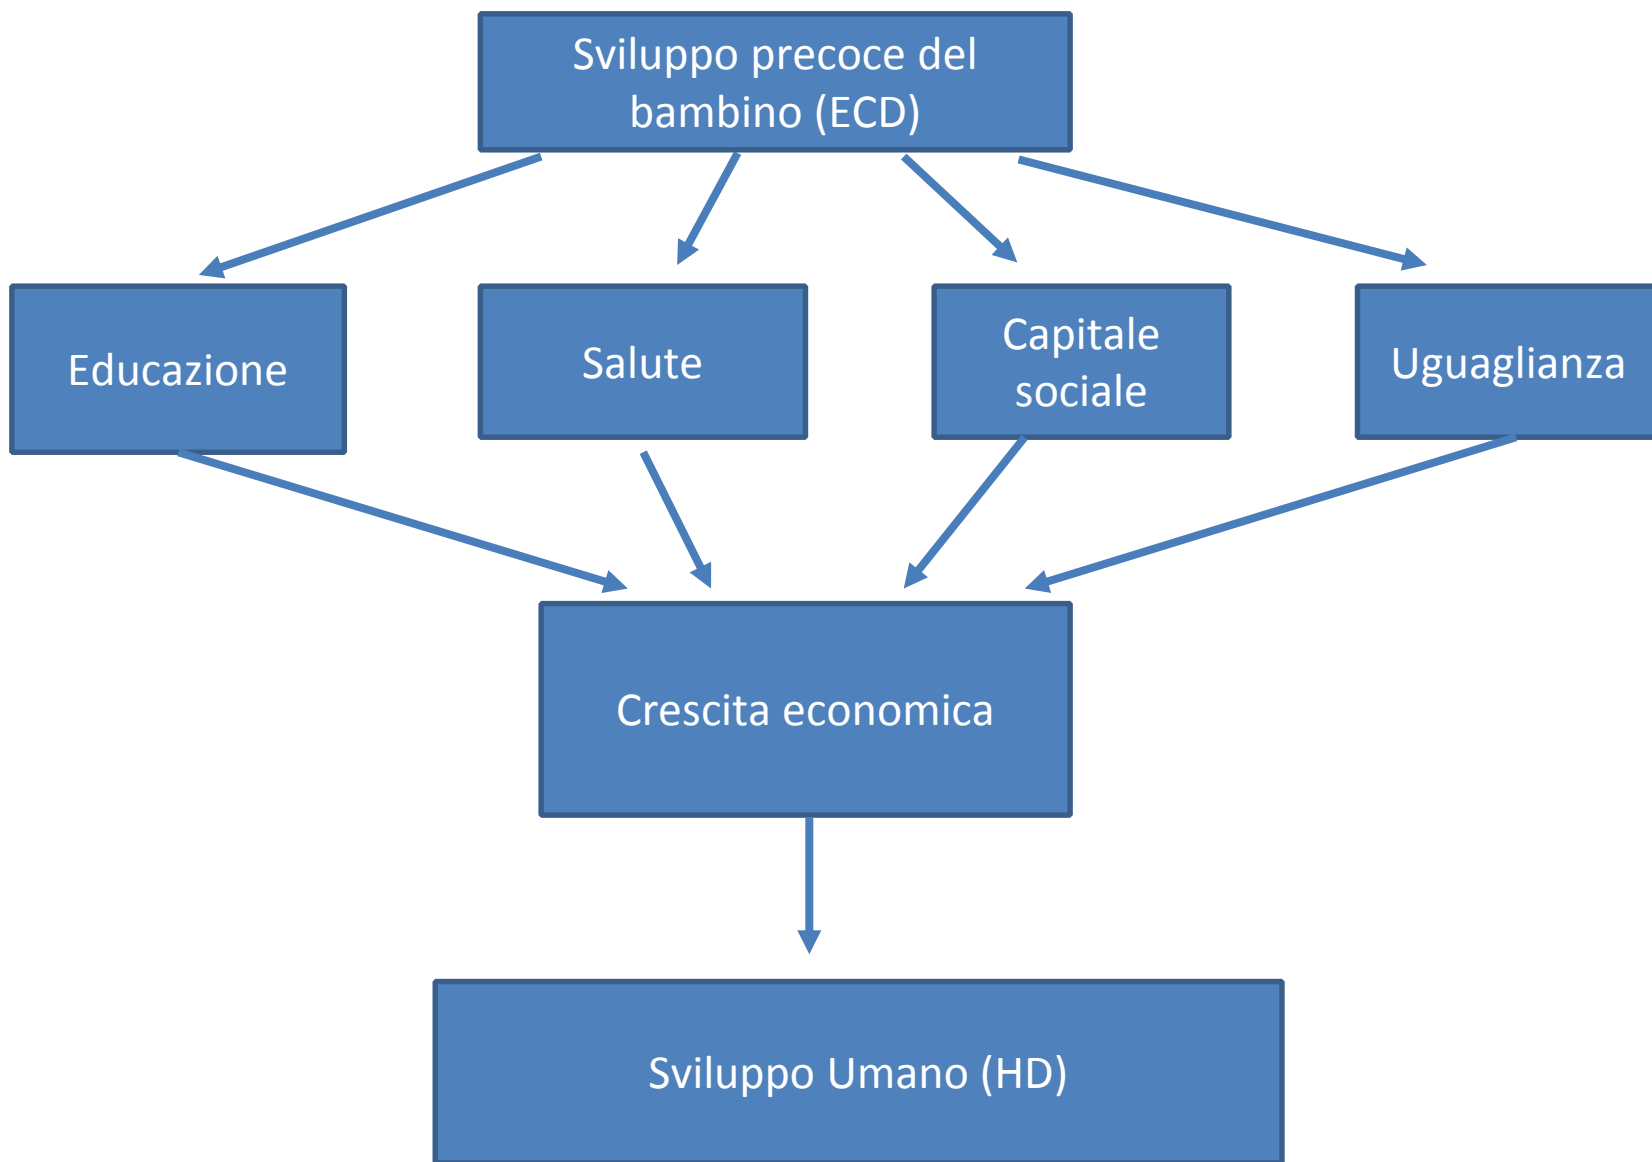 Sviluppo precoce del
bambino (ECD)
Educazione
Salute
Capitale
sociale
Uguaglianza
Crescita economica
Sviluppo Umano (HD)